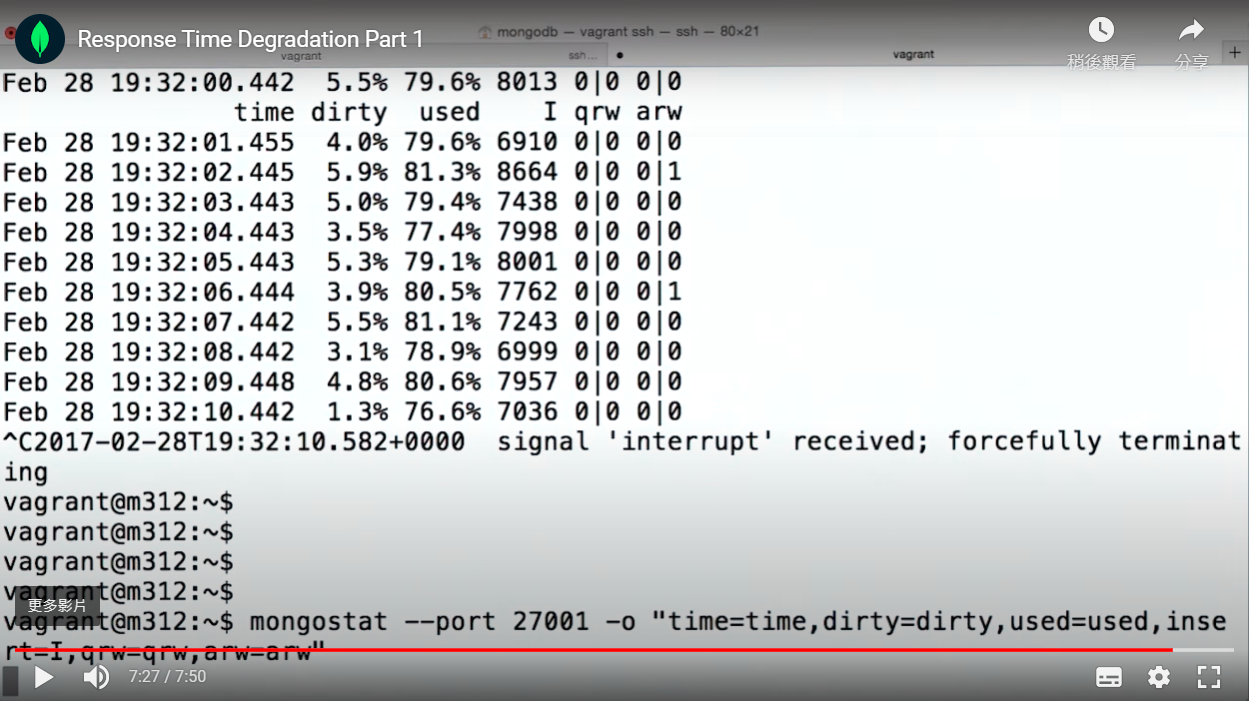 mongodb — vagrant ssh — ssh — 80×21
Response Time Degradation Part 1
稍後觀看
分享
vagrant
ssh...
vagrant
+
Feb 28 19:32:00.442 5.5% 79.6% 8013 0|0 0|0
time dirty used I qrw arw
Feb 28 19:32:01.455 4.0% 79.6% 6910 0|0 0|0
Feb 28 19:32:02.445 5.9% 81.3% 8664 0|0 0|1
Feb 28 19:32:03.443 5.0% 79.4% 7438 0|0 0|0
Feb 28 19:32:04.443 3.5% 77.4% 7998 0|0 0|0
Feb 28 19:32:05.443 5.3% 79.1% 8001 0|0 0|0
Feb 28 19:32:06.444 3.9% 80.5% 7762 0|0 0|1
Feb 28 19:32:07.442 5.5% 81.1% 7243 0|0 0|0
Feb 28 19:32:08.442 3.1% 78.9% 6999 0|0 0|0
Feb 28 19:32:09.448 4.8% 80.6% 7957 0|0 0|0
Feb 28 19:32:10.442 1.3% 76.6% 7036 0|0 0|0
^C2017-02-28T19:32:10.582+0000 signal 'interrupt' received; forcefully terminat
ing
vagrant@m312:~$
vagrant@m312:~$
vagrant@m312:~$
vagrant@m312:~$
更多影片
vagrant@m312:~$ mongostat --port 27001 -o "time=time,dirty=dirty,used=used,inse
rt=I,qrw=qrw,arw=arw"
7:27 / 7:50